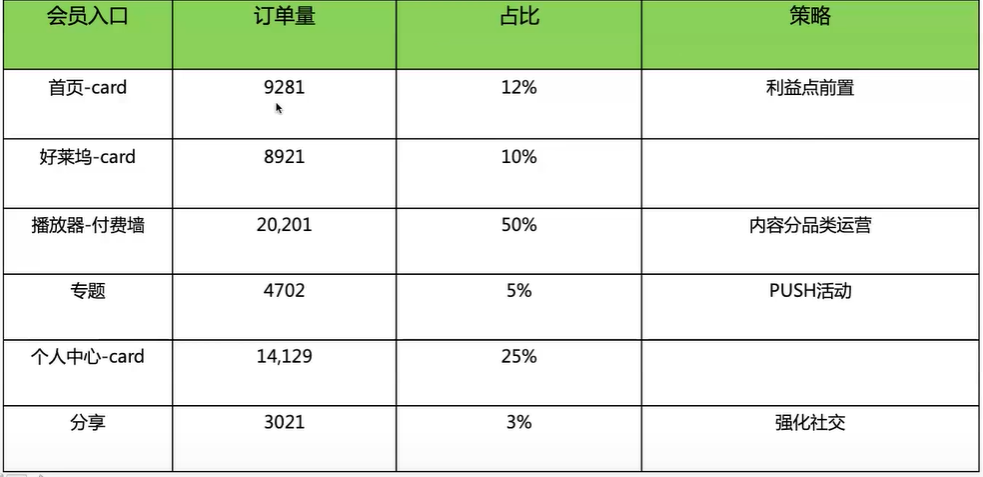 会员入口 订单量 占比 策略
首页-card 9281 12% 利益点前置
好莱坞-card 8921 10%
播放器-付费墙 20,201 50% 内容分品类运营
专题 4702 5% PUSH活动
个人中心-card 14,129 25%
分享 3021 3% 强化社交